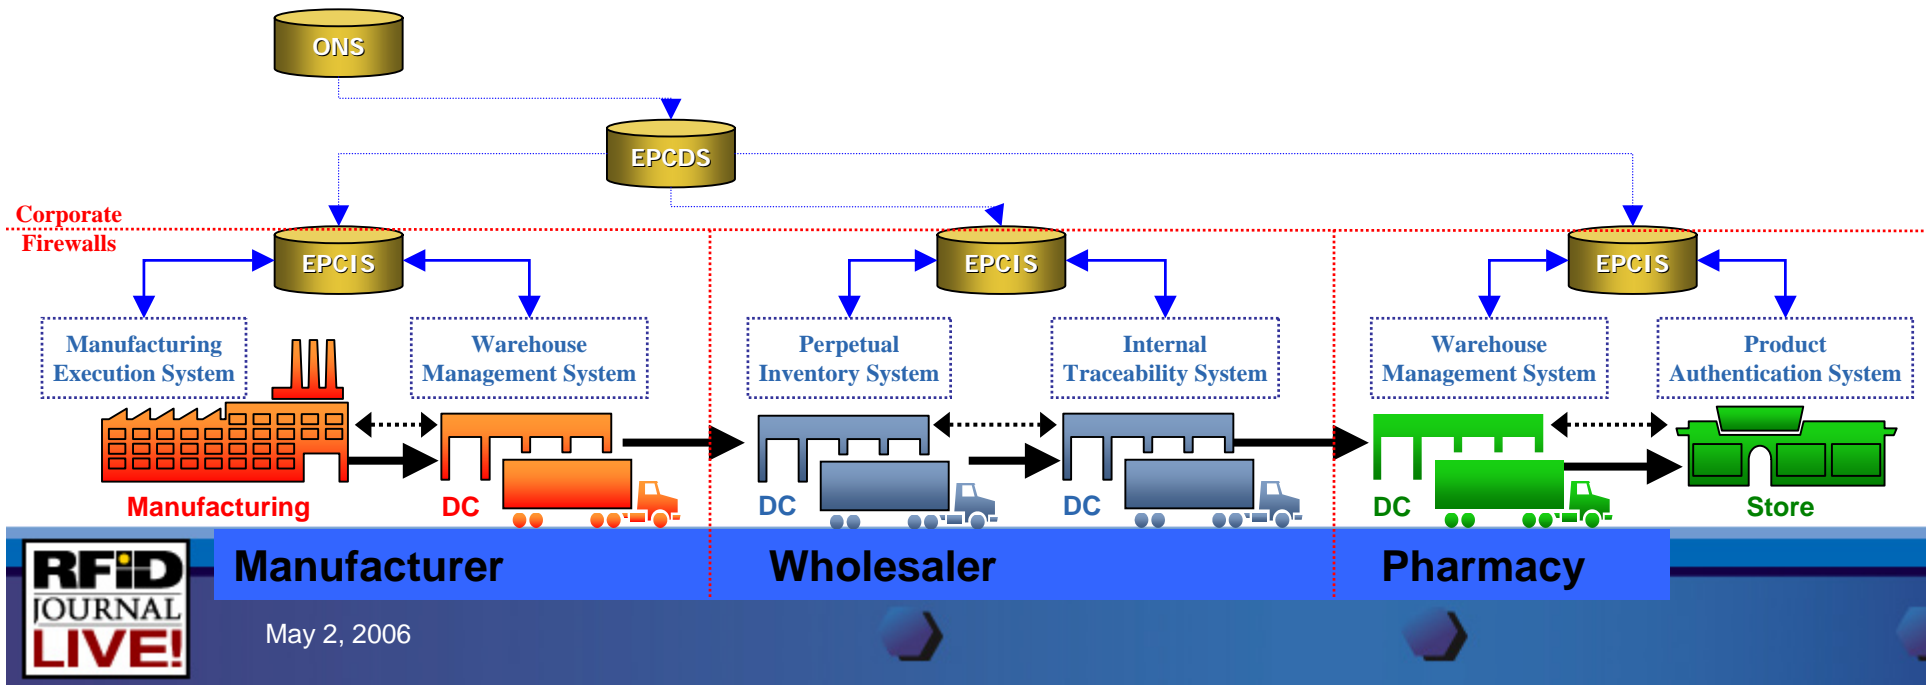 ONS
EPCDS
Corporate
Firewalls
EPCIS
EPCIS
EPCIS
Manufacturing
Execution System
Warehouse
Management System
Perpetual
Inventory System
Internal
Traceability System
Warehouse
Management System
Product
Authentication System
Manufacturing
DC
DC
DC
DC
Store
Manufacturer
Wholesaler
Pharmacy
RFiD
JOURNAL
LIVE!
May 2, 2006